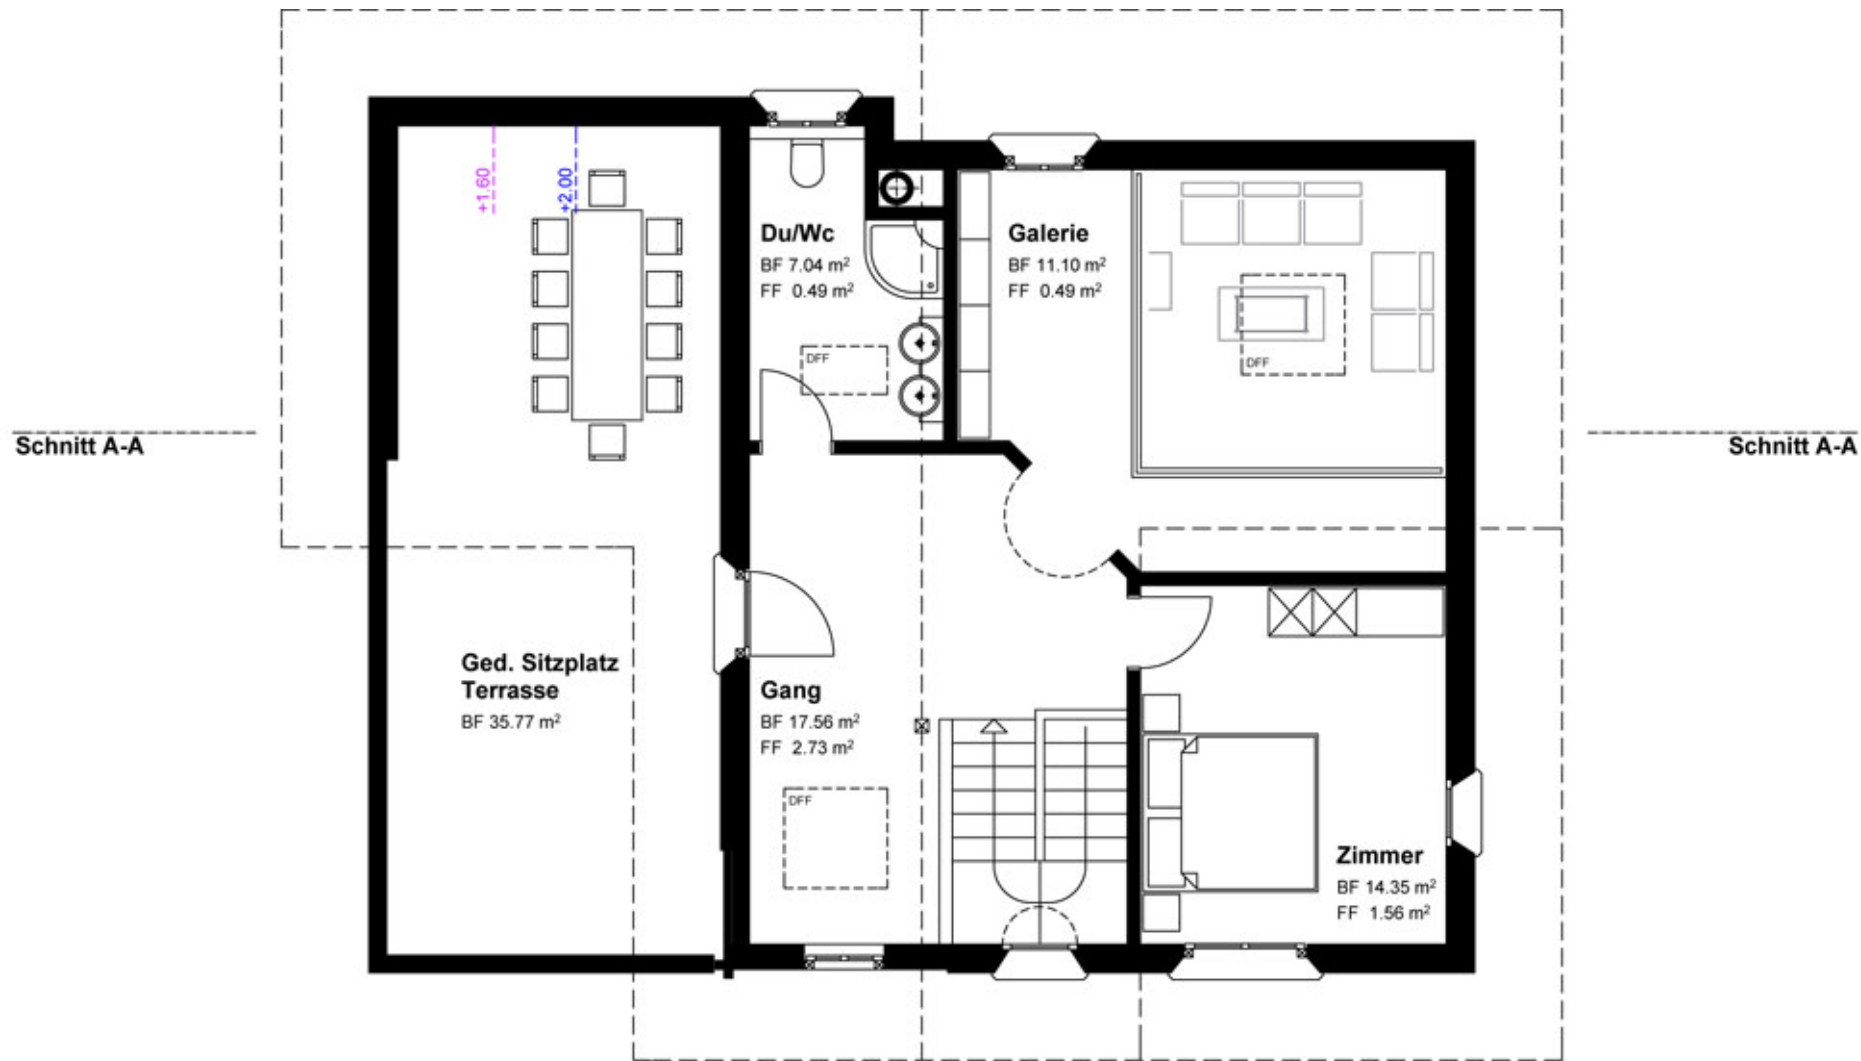 +1.60
+2.00
Du/Wc
BF 7.04 m²
FF 0.49 m²
DFF
Galerie
BF 11.10 m²
FF 0.49 m²
DFF
Schnitt A-A
Schnitt A-A
Ged. Sitzplatz
Terrasse
BF 35.77 m²
Gang
BF 17.56 m²
FF 2.73 m²
DFF
Zimmer
BF 14.35 m²
FF 1.56 m²